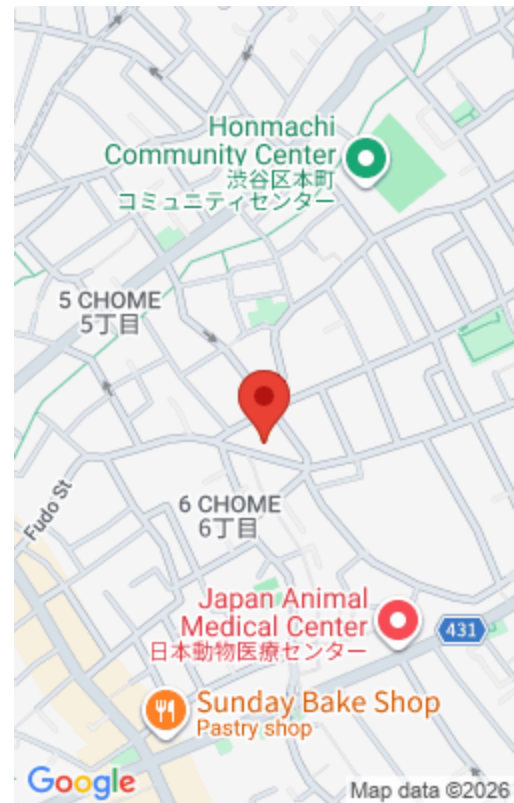 Honmachi
Community Center
渋谷区本町
コミュニティセンター
5 CHOME
5丁目
6 CHOME
6丁目
Fudo St
Japan Animal
Medical Center
日本動物医療センター
431
Sunday Bake Shop
Pastry shop
Google
Map data ©2026